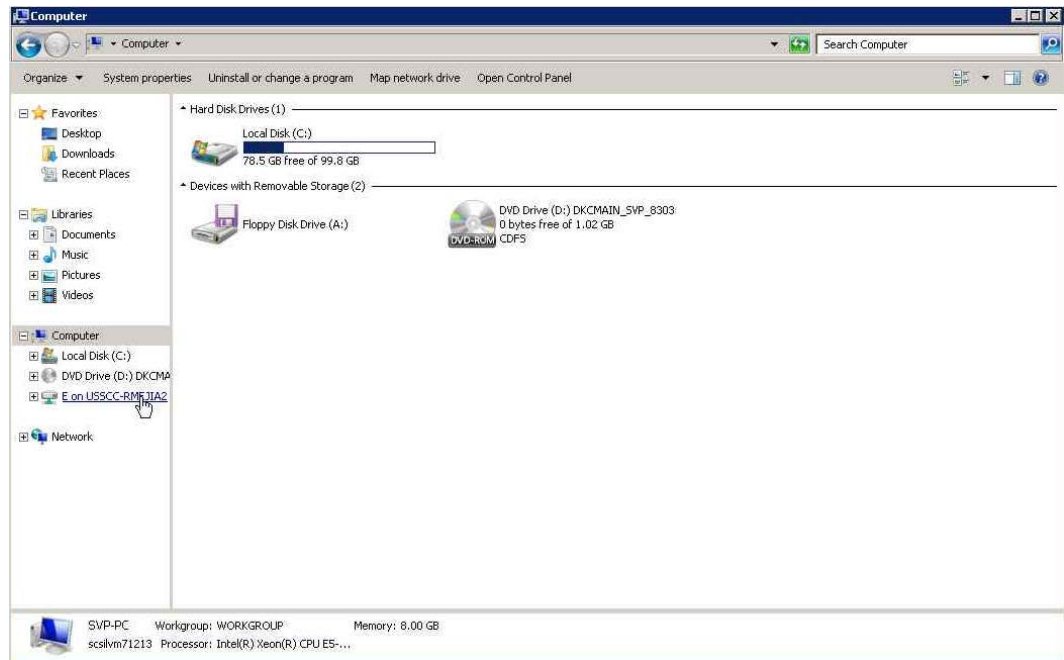 Computer
Computer
Search Computer
Organize System properties Uninstall or change a program Map network drive Open Control Panel
Favorites
Desktop
Downloads
Recent Places
Libraries
Documents
Music
Pictures
Videos
Computer
Local Disk (C:)
DVD Drive (D:) DKCMA
E on USSCC-RMEJIA2
Network
Hard Disk Drives (1)
Local Disk (C:)
78.5 GB free of 99.8 GB
Devices with Removable Storage (2)
Floppy Disk Drive (A:)
DVD-ROM
DVD Drive (D:) DKCMAIN_SVP_8303
0 bytes free of 1.02 GB
CDFS
SVP-PC Workgroup: WORKGROUP Memory: 8.00 GB
scsilvm71213 Processor: Intel(R) Xeon(R) CPU E5-...